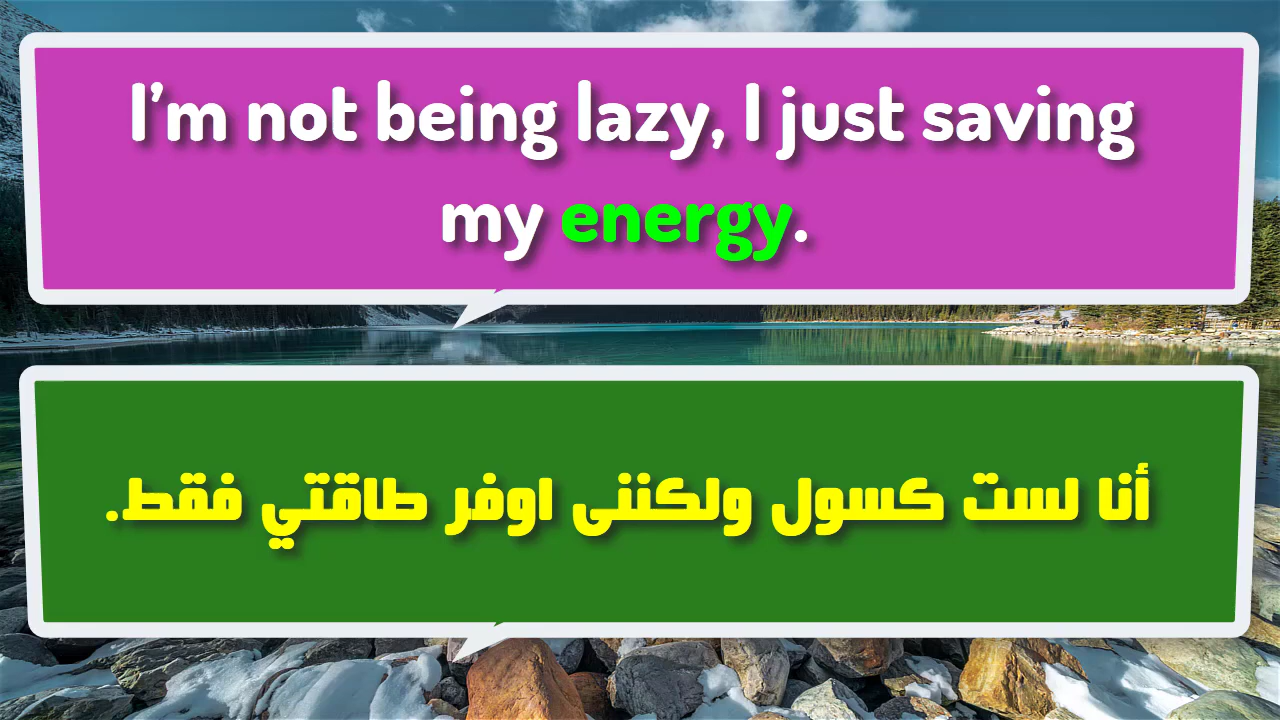 I’m not being lazy, I just saving
my energy.
أنا لست كسول ولكننى اوفر طاقتي فقط.